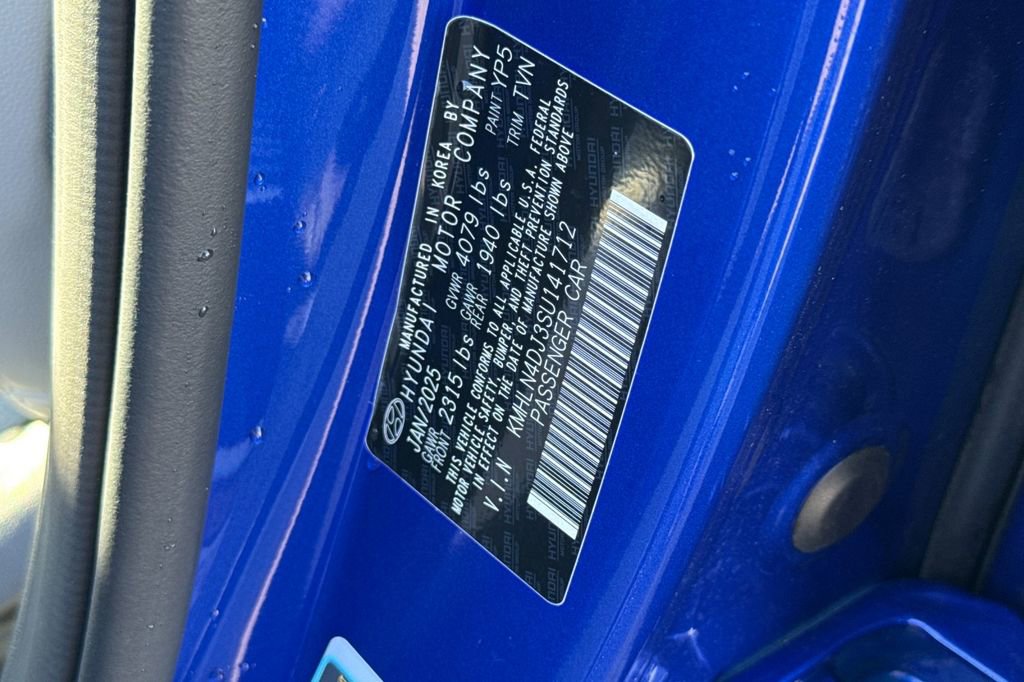 MANUFACTURED IN KOREA BY
HYUNDAI MOTOR COMPANY
JAN/2025 GVWR 4079 lbs PAINT YP5
GAWR FRONT 2315 lbs GAWR REAR 1940 lbs TRIM TVN
THIS VEHICLE CONFORMS TO ALL APPLICABLE U.S.A. FEDERAL
MOTOR VEHICLE SAFETY, BUMPER, AND THEFT PREVENTION STANDARDS
IN EFFECT ON THE DATE OF MANUFACTURE SHOWN ABOVE
V.I.N KMHLN4DJ3SU141712
PASSENGER CAR